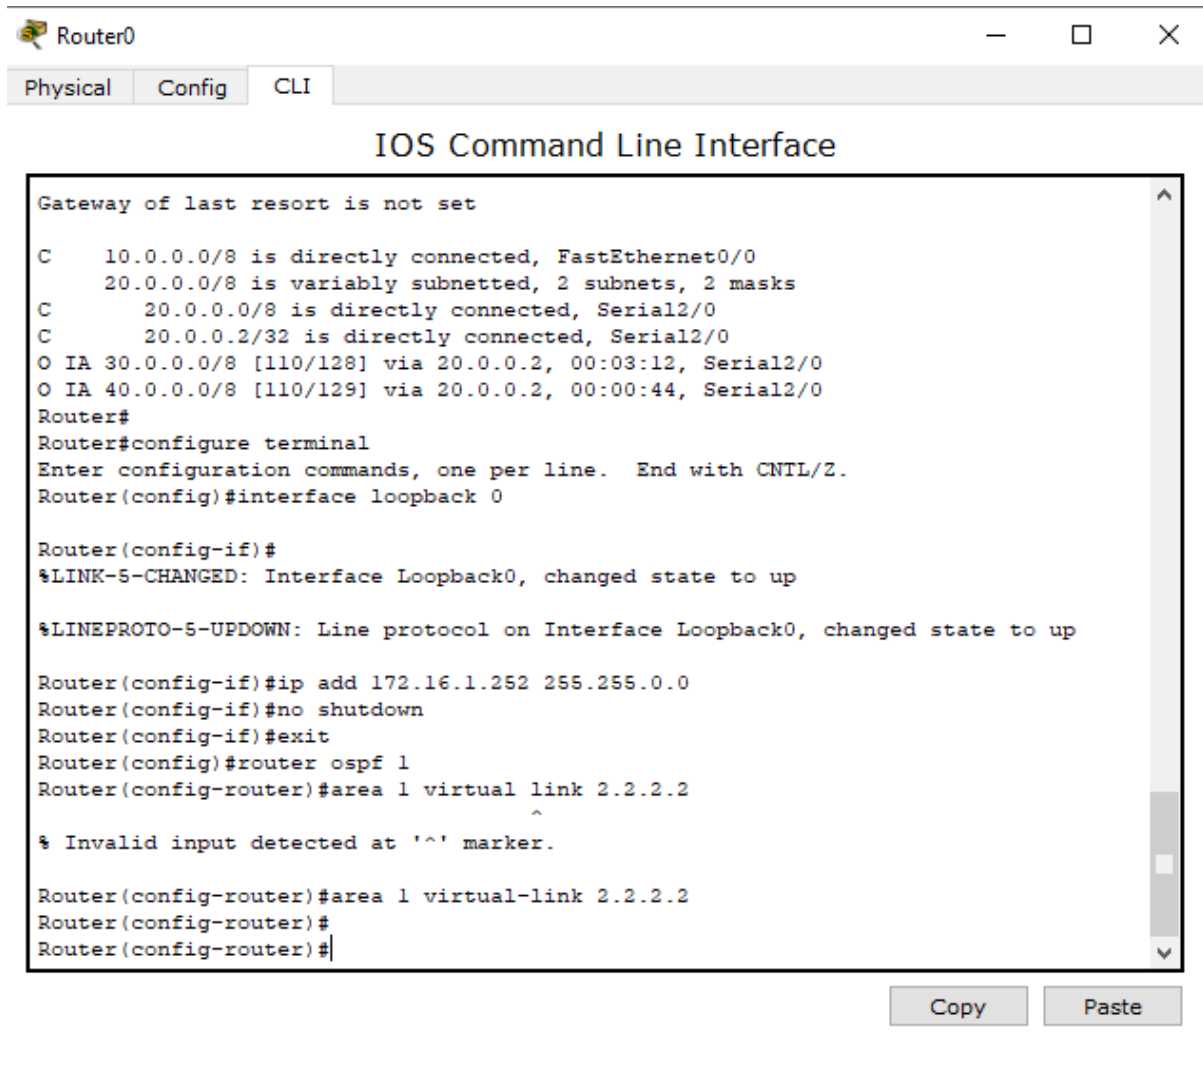 Router0
Physical Config CLI
IOS Command Line Interface
Gateway of last resort is not set
C    10.0.0.0/8 is directly connected, FastEthernet0/0
     20.0.0.0/8 is variably subnetted, 2 subnets, 2 masks
C       20.0.0.0/8 is directly connected, Serial2/0
C       20.0.0.2/32 is directly connected, Serial2/0
O IA 30.0.0.0/8 [110/128] via 20.0.0.2, 00:03:12, Serial2/0
O IA 40.0.0.0/8 [110/129] via 20.0.0.2, 00:00:44, Serial2/0
Router#
Router#configure terminal
Enter configuration commands, one per line.  End with CNTL/Z.
Router(config)#interface loopback 0
Router(config-if)#
%LINK-5-CHANGED: Interface Loopback0, changed state to up
%LINEPROTO-5-UPDOWN: Line protocol on Interface Loopback0, changed state to up
Router(config-if)#ip add 172.16.1.252 255.255.0.0
Router(config-if)#no shutdown
Router(config-if)#exit
Router(config)#router ospf 1
Router(config-router)#area 1 virtual link 2.2.2.2
                                     ^
% Invalid input detected at '^' marker.
Router(config-router)#area 1 virtual-link 2.2.2.2
Router(config-router)#
Router(config-router)#
Copy Paste